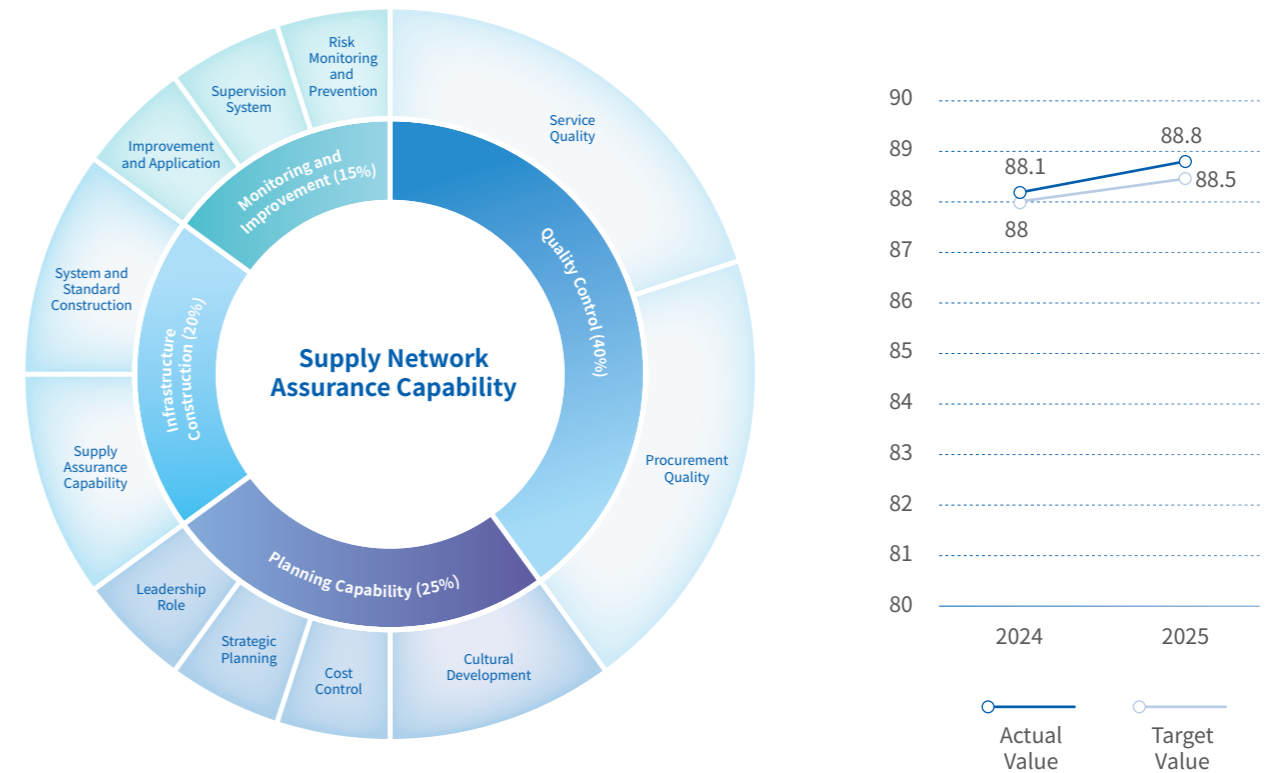 Risk
Monitoring
and
Prevention
Supervision
System
Improvement
and Application
System and
Standard
Construction
Supply
Assurance
Capability
Leadership
Role
Strategic
Planning
Cost
Control
Cultural
Development
Procurement
Quality
Service
Quality
Monitoring and
Improvement (15%)
Quality Control (40%)
Infrastructure
Construction (20%)
Planning Capability (25%)
Supply Network
Assurance Capability
90
89
88
87
86
85
84
83
82
81
80
88.1
88
88.8
88.5
2024
2025
Actual
Value
Target
Value